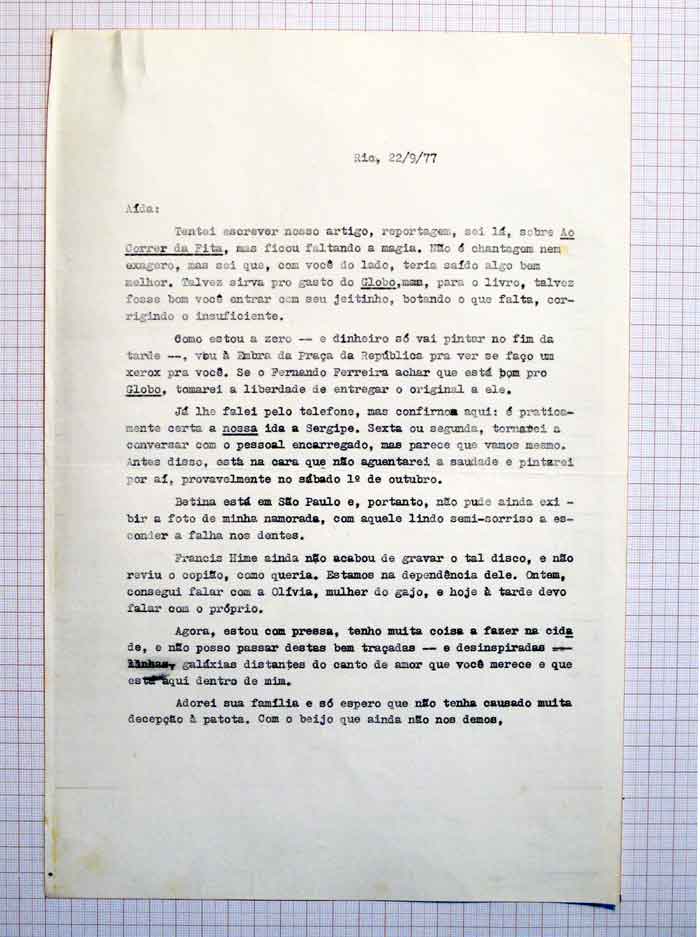 Rio, 22/9/77
Aída:
Tentei escrever nosso artigo, reportagem, sei lá, sobre Ao
Correr da Fita, mas ficou faltando a magia. Não é chantagem nem
exagero, mas sei que, com você do lado, teria saído algo bem
melhor. Talvez sirva pro gasto do Globo,mas, para o livro, talvez
fosse bom você entrar com seu jeitinho, botando o que falta, cor-
rigindo o insuficiente.
Como estou a zero -- e dinheiro só vai pintar no fim da
tarde --, vou à Embra da Praça da República pra ver se faço um
xerox pra você. Se o Fernando Ferreira achar que está bom pro
Globo, tomarei a liberdade de entregar o original a ele.
Já lhe falei pelo telefone, mas confirmo aqui: é pratica-
mente certa a nossa ida a Sergipe. Sexta ou segunda, tornarei a
conversar com o pessoal encarregado, mas parece que vamos mesmo.
Antes disso, está na cara que não aguentarei a saudade e pintarei
por aí, provavelmente no sábado 1º de outubro.
Betina está em São Paulo e, portanto, não pude ainda exi -
bir a foto de minha namorada, com aquele lindo semi-sorriso a es-
conder a falha nos dentes.
Francis Hime ainda não acabou de gravar o tal disco, e não
reviu o copião, como queria. Estamos na dependência dele. Ontem,
consegui falar com a Olívia, mulher do gajo, e hoje à tarde devo
falar com o próprio.
Agora, estou com pressa, tenho muita coisa a fazer na cida
de, e não posso passar destas bem traçadas -- e desinspiradas --
linhas, galáxias distantes do canto de amor que você merece e que
está aqui dentro de mim.
Adorei sua família e só espero que não tenha causado muita
decepção à patota. Com o beijo que ainda não nos demos,